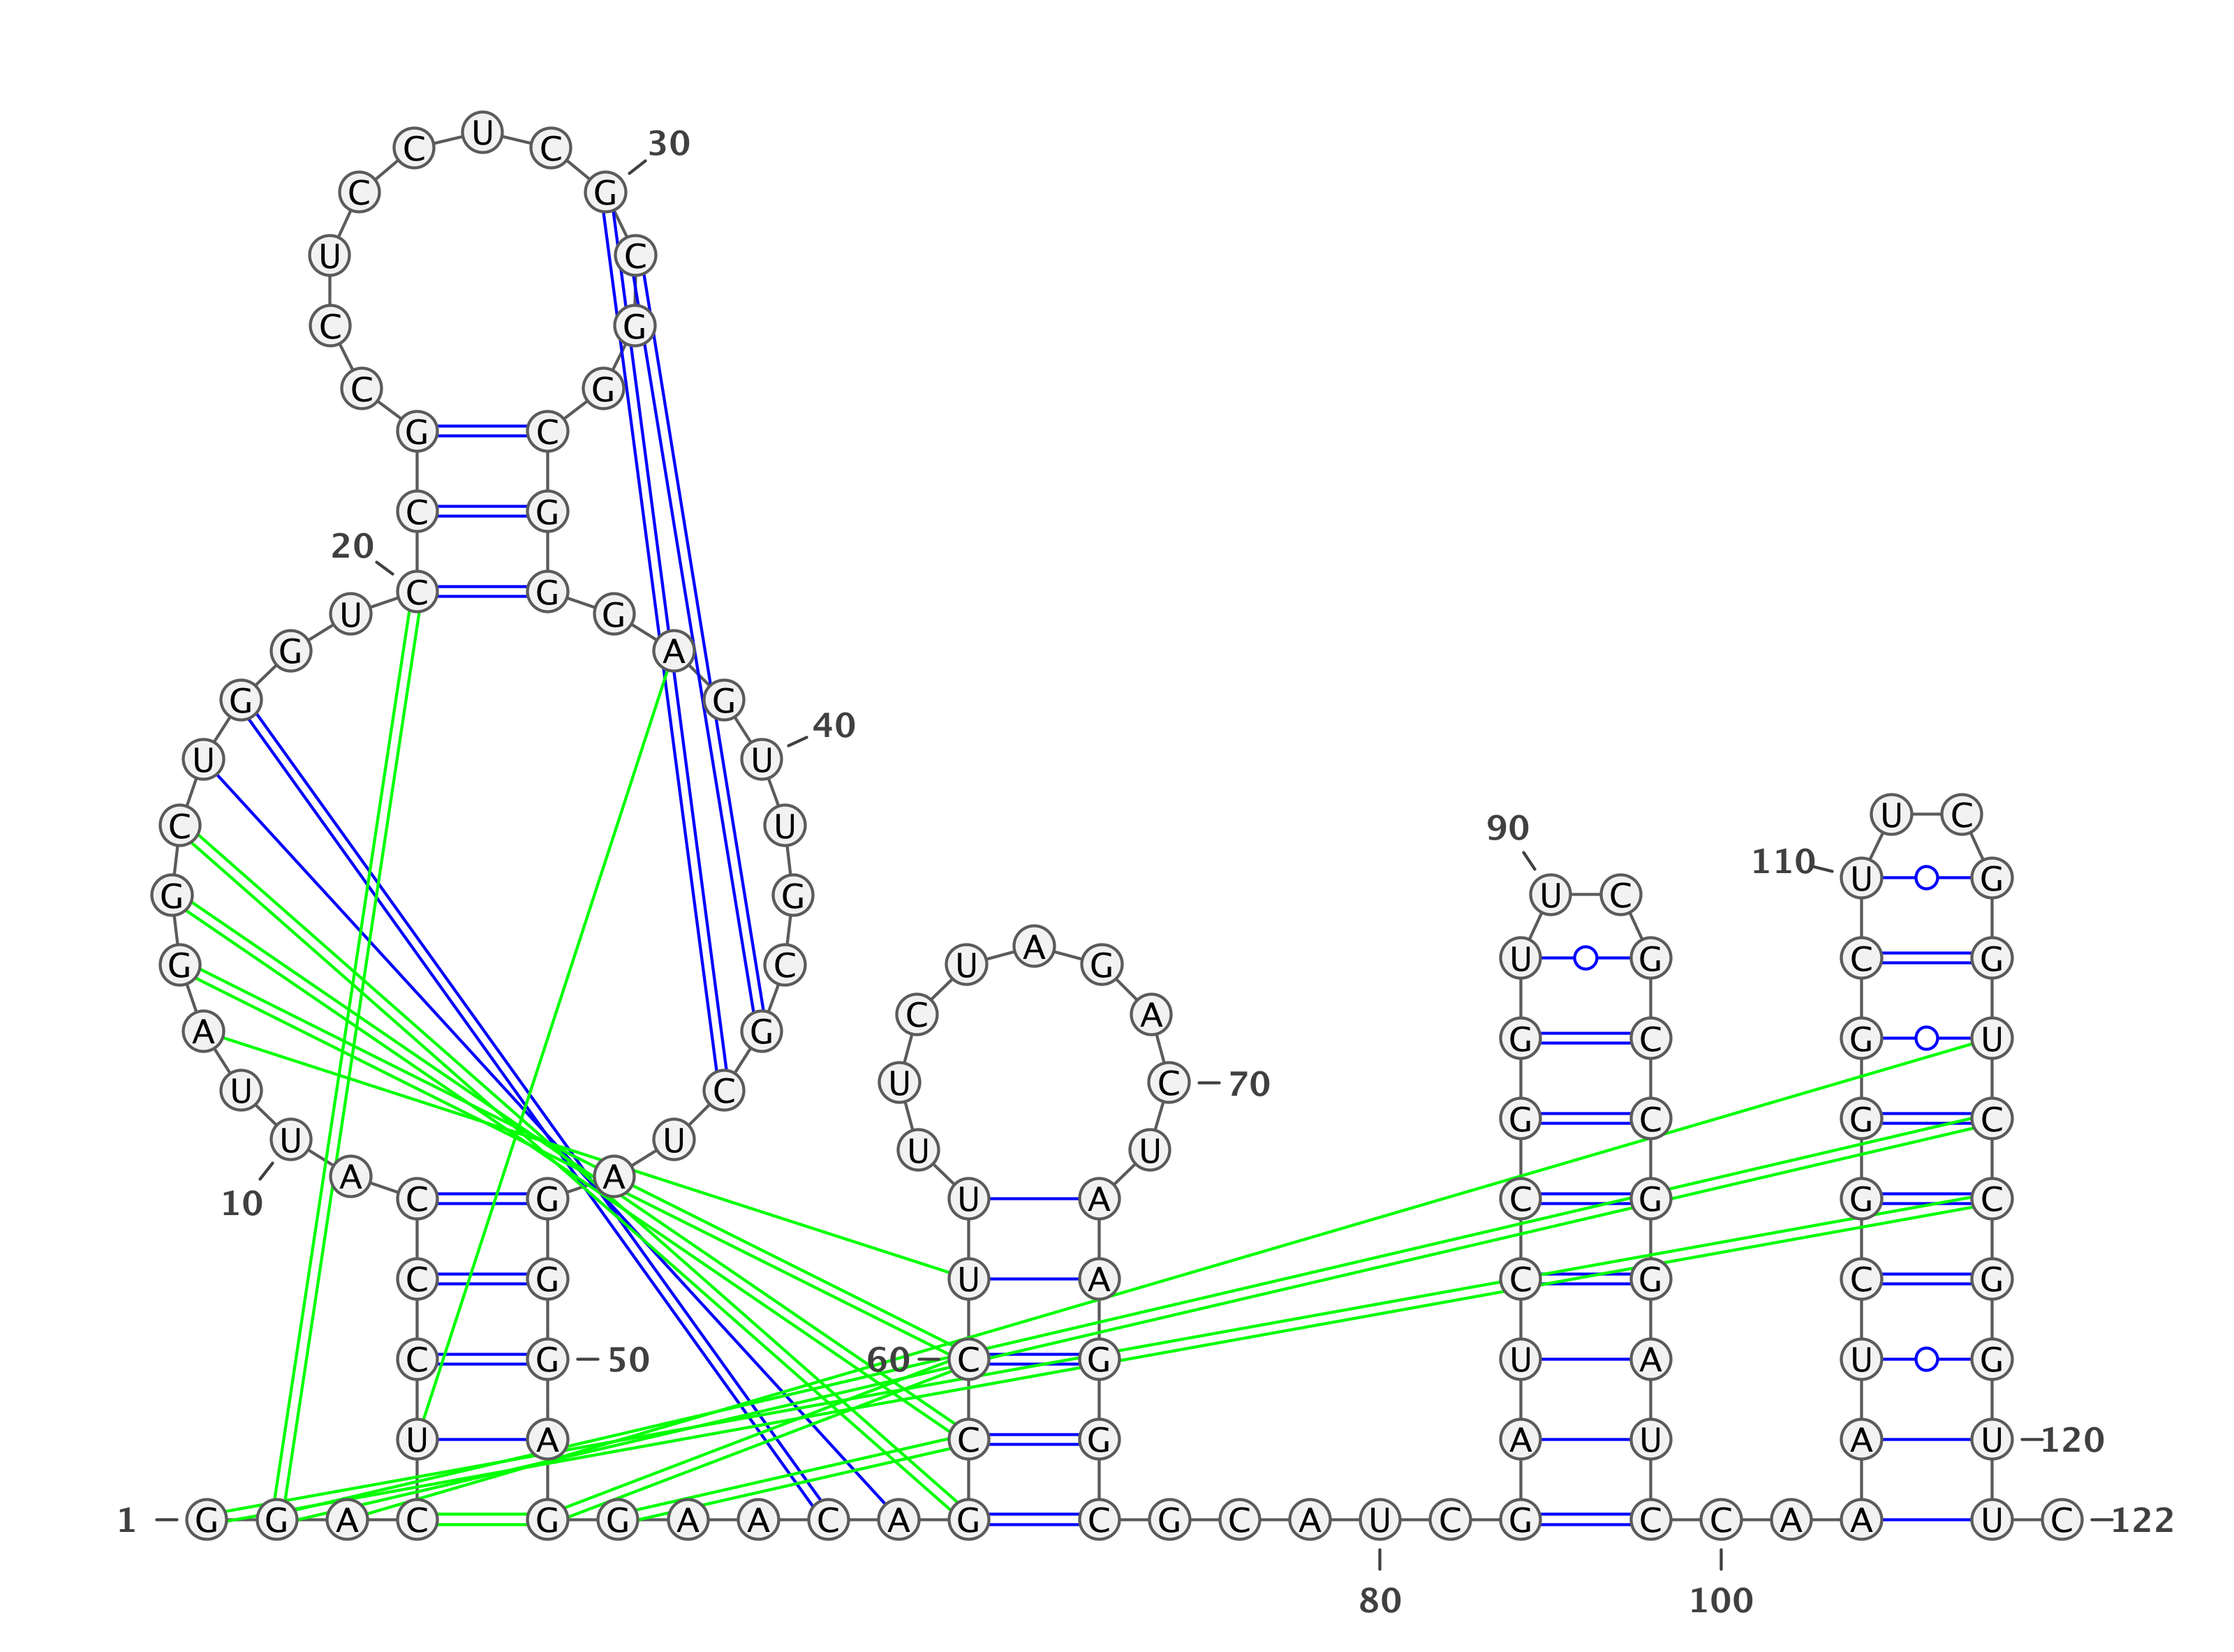 C U C 30
C G
U C
C G
G C
C G
20
C G
U G
G A
G G
40
U U
U C
C U 90
110 U G
G G U C
A
U G C G
G U G C
C A
A G G C G U
U C 70
U C
G C G C
U U U U
A A
10 C G U A C G G C
C G U A C G C G
C G 50 60 C G U A U G
U A C G A U A U 120
1 G G A C G G A A C A G C G C A U C G C C A A U C 122
80 100